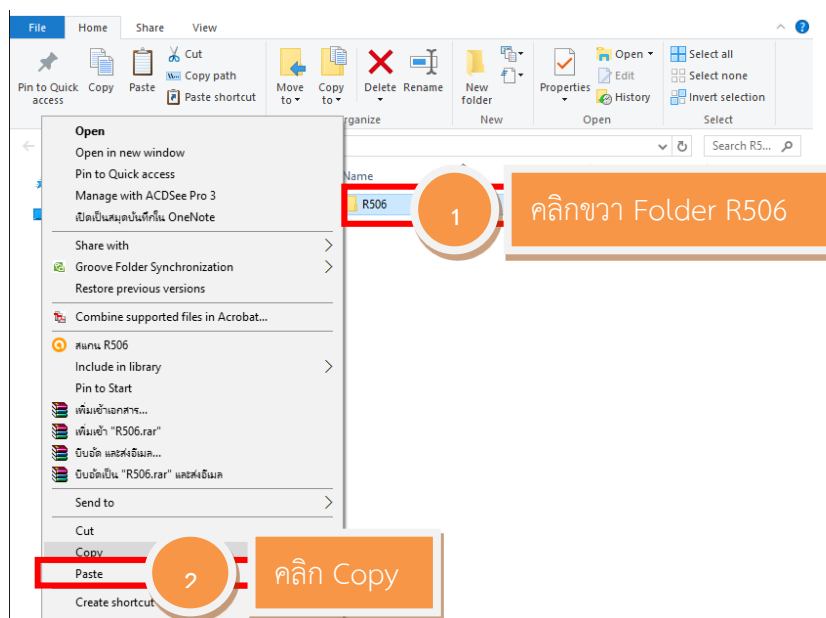 File Home Share View
Cut
Copy path
Paste shortcut
Pin to Quick access
Copy
Paste
Move to
Copy to
Delete
Rename
New folder
Properties
Open
Edit
History
Select all
Select none
Invert selection
rganize
New
Open
Select
Search R5...
Name
R506
Open
Open in new window
Pin to Quick access
Manage with ACDSee Pro 3
เปิดเป็นสมุดบันทึกใน OneNote
Share with
Groove Folder Synchronization
Restore previous versions
Combine supported files in Acrobat...
สแกน R506
Include in library
Pin to Start
เพิ่มเข้าเอกสาร...
เพิ่มเข้า "R506.rar"
บีบอัด และส่งอีเมล...
บีบอัดเป็น "R506.rar" และส่งอีเมล
Send to
Cut
Copy
Paste
Create shortcut
1
คลิกขวา Folder R506
2
คลิก Copy